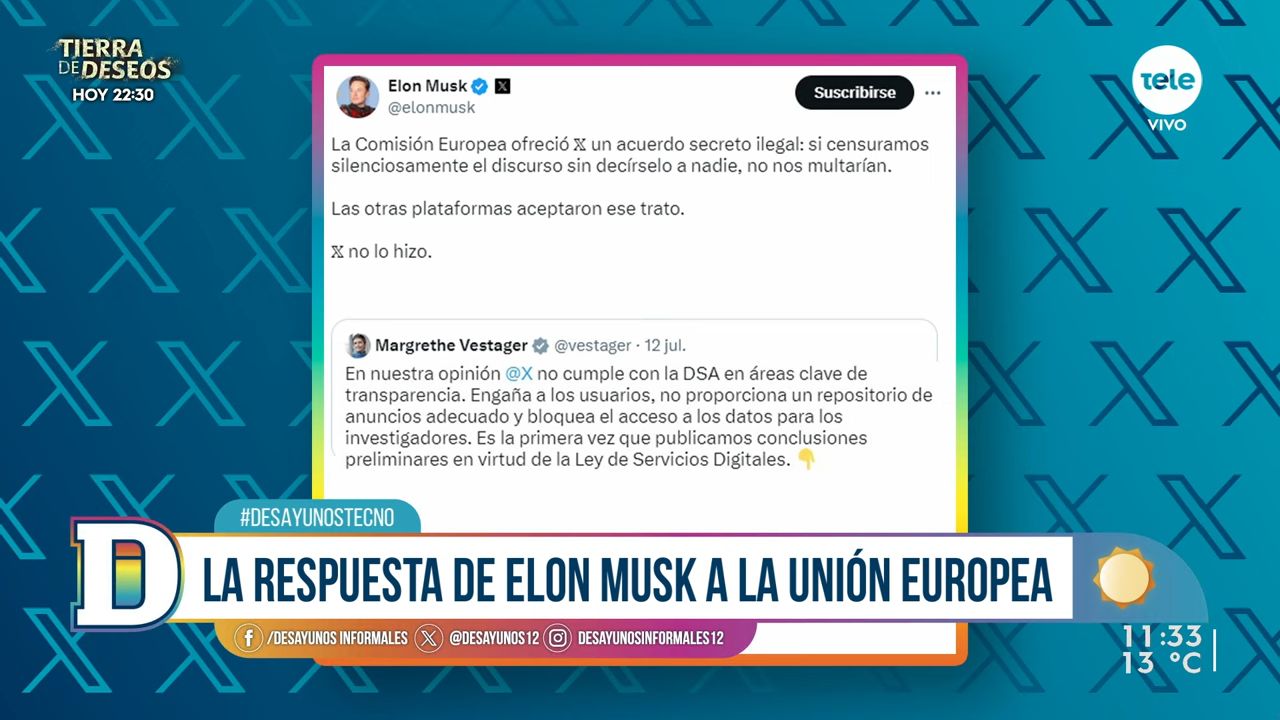 TIERRA
DE DESEOS
HOY 22:30
tele
VIVO
Elon Musk
@elonmusk
Suscribirse
La Comisión Europea ofreció 𝕏 un acuerdo secreto ilegal: si censuramos
silenciosamente el discurso sin decírselo a nadie, no nos multarían.
Las otras plataformas aceptaron ese trato.
𝕏 no lo hizo.
Margrethe Vestager @vestager · 12 jul.
En nuestra opinión @X no cumple con la DSA en áreas clave de
transparencia. Engaña a los usuarios, no proporciona un repositorio de
anuncios adecuado y bloquea el acceso a los datos para los
investigadores. Es la primera vez que publicamos conclusiones
preliminares en virtud de la Ley de Servicios Digitales. 👇
#DESAYUNOSTECNO
D
LA RESPUESTA DE ELON MUSK A LA UNIÓN EUROPEA
/DESAYUNOS INFORMALES @DESAYUNOS12 DESAYUNOSINFORMALES12
11:33
13 °C